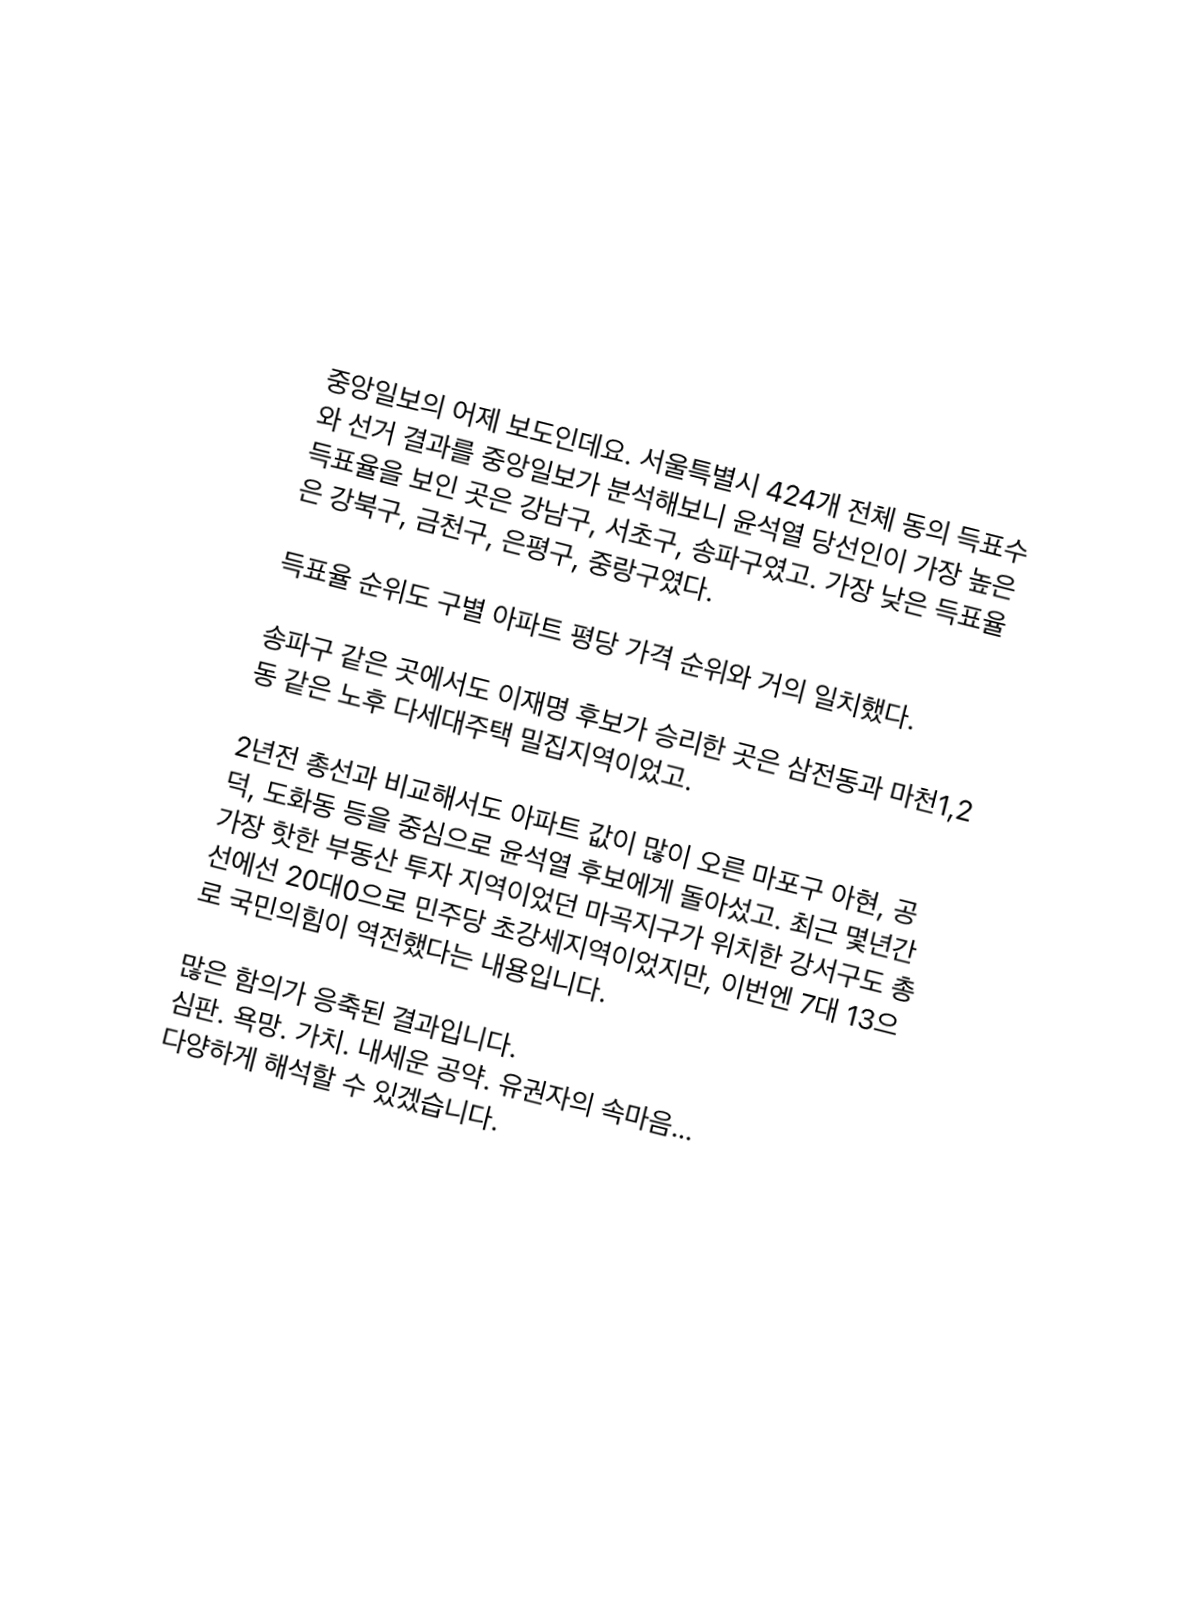 중앙일보의 어제 보도인데요. 서울특별시 424개 전체 동의 득표수
와 선거 결과를 중앙일보가 분석해보니 윤석열 당선인이 가장 높은
득표율을 보인 곳은 강남구, 서초구, 송파구였고. 가장 낮은 득표율
은 강북구, 금천구, 은평구, 중랑구였다.
득표율 순위도 구별 아파트 평당 가격 순위와 거의 일치했다.
송파구 같은 곳에서도 이재명 후보가 승리한 곳은 삼전동과 마천1,2
동 같은 노후 다세대주택 밀집지역이었고.
2년전 총선과 비교해서도 아파트 값이 많이 오른 마포구 아현, 공
덕, 도화동 등을 중심으로 윤석열 후보에게 돌아섰고. 최근 몇년간
가장 핫한 부동산 투자 지역이었던 마곡지구가 위치한 강서구도 총
선에선 20대0으로 민주당 초강세지역이었지만, 이번엔 7대 13으
로 국민의힘이 역전했다는 내용입니다.
많은 함의가 응축된 결과입니다.
심판. 욕망. 가치. 내세운 공약. 유권자의 속마음...
다양하게 해석할 수 있겠습니다.